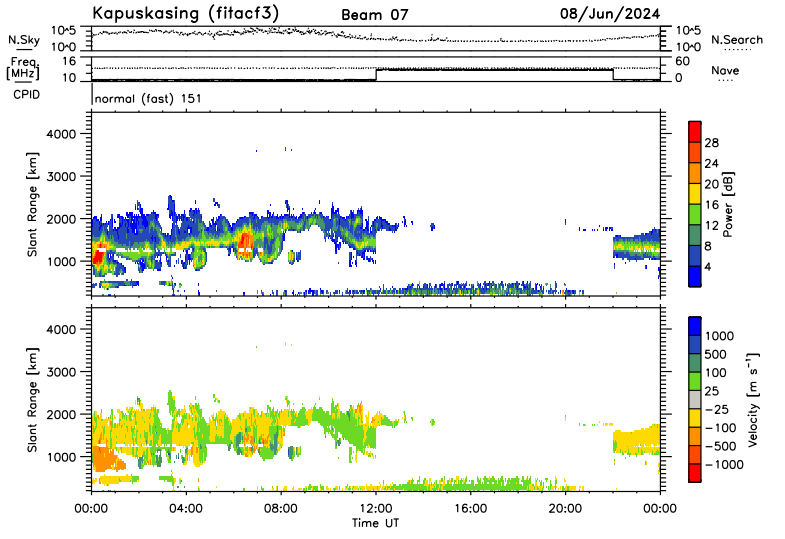 Kapuskasing (fitacf3) Beam 07 08/Jun/2024
N.Sky 10^5 10^0 10^5 10^0 N.Search
Freq. [MHz] 16 10 60 0 Nave
CPID normal (fast) 151
Slant Range [km] 4000 3000 2000 1000
28 24 20 16 12 8 4 Power [dB]
Slant Range [km] 4000 3000 2000 1000
1000 500 100 25 −25 −100 −500 −1000 Velocity [m s⁻¹]
00:00 04:00 08:00 12:00 16:00 20:00 00:00
Time UT